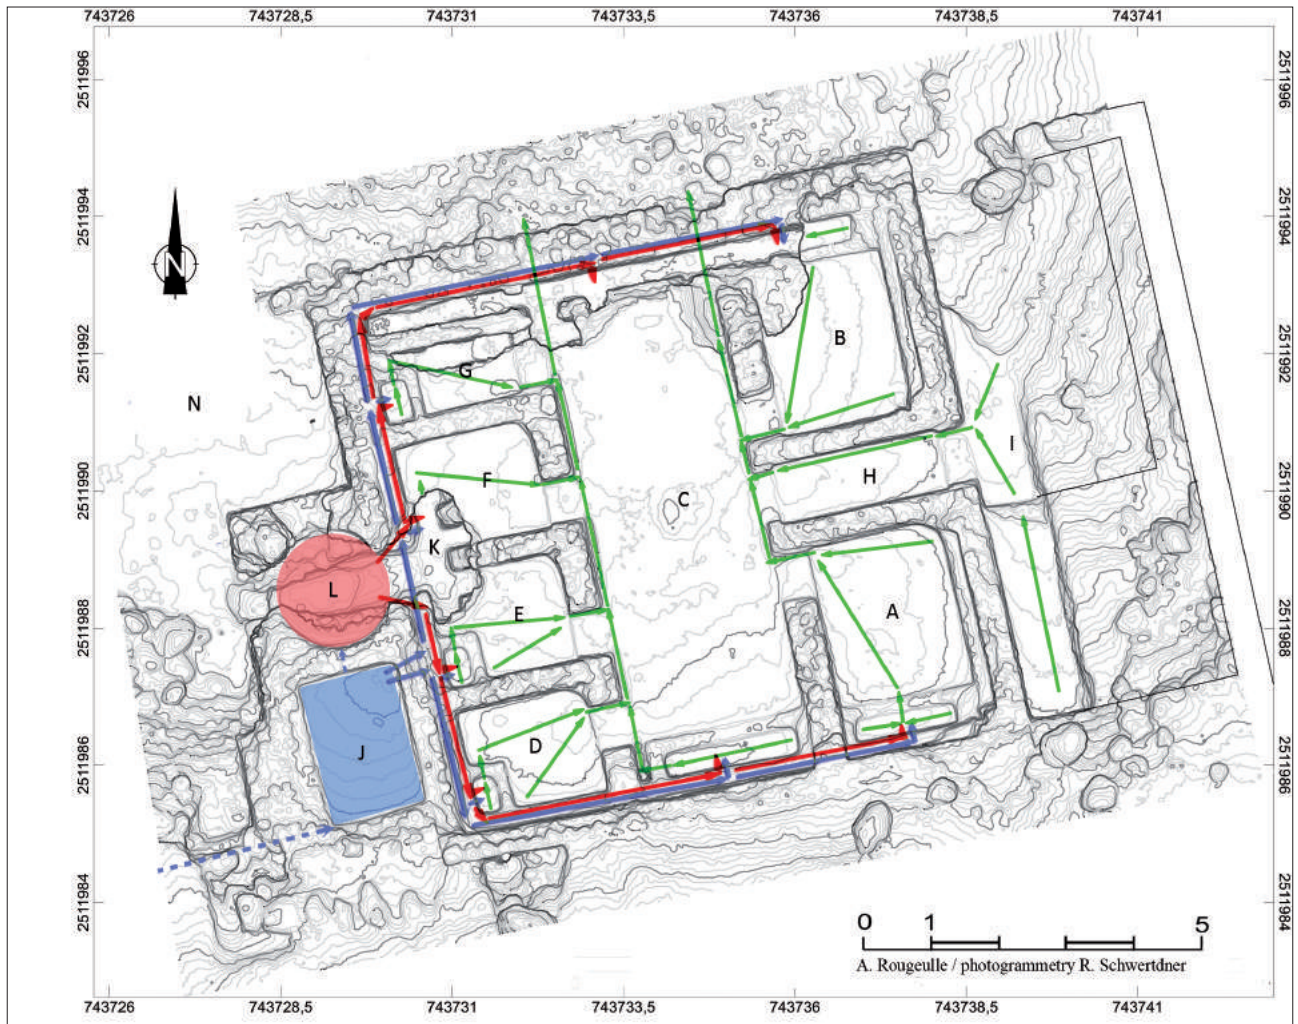 743726 743728,5 743731 743733,5 743736 743738,5 743741
2511996 2511996
2511994 2511994
N
B
2511992 2511992
G
N
I
F
H
2511990 2511990
C
K
L
E
A
2511988 2511988
D
J
2511986 2511986
2511984 2511984
0 1 5
A. Rougeulle / photogrammetry R. Schwertdner
743726 743728,5 743731 743733,5 743736 743738,5 743741